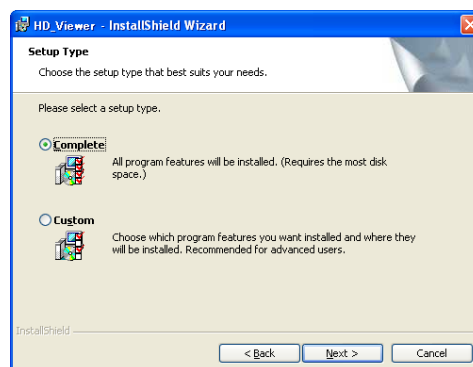 HD_Viewer - InstallShield Wizard
Setup Type
Choose the setup type that best suits your needs.
Please select a setup type.
Complete
All program features will be installed. (Requires the most disk
space.)
Custom
Choose which program features you want installed and where they
will be installed. Recommended for advanced users.
InstallShield
< Back
Next >
Cancel